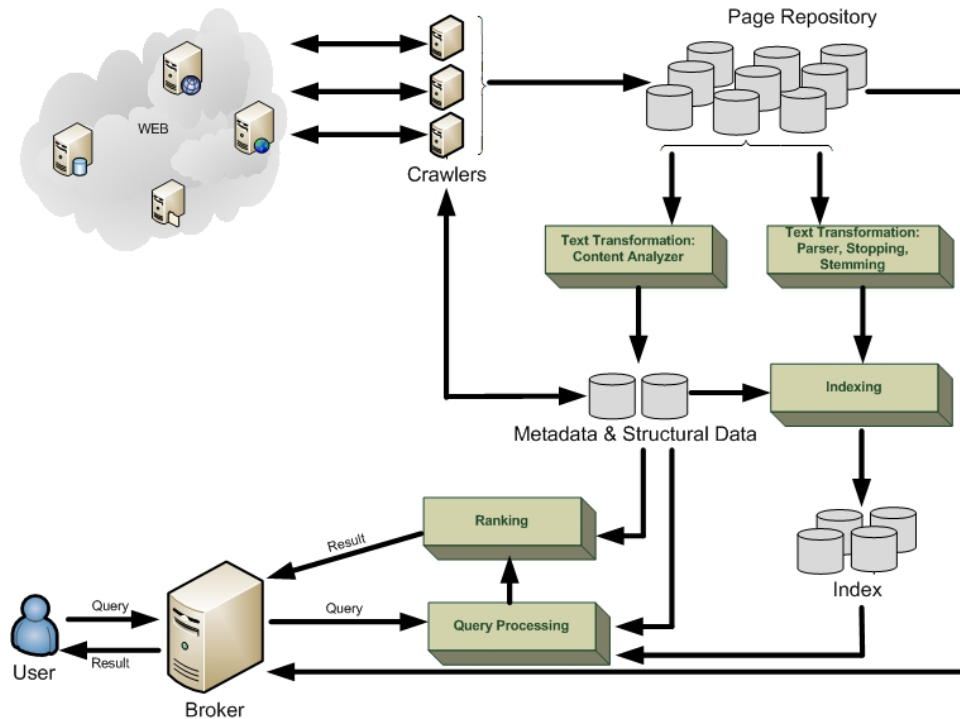 Page Repository
WEB
Crawlers
Text Transformation:
Content Analyzer
Text Transformation:
Parser, Stopping,
Stemming
Indexing
Metadata & Structural Data
Ranking
Result
Index
Query
Query
Query Processing
Result
User
Broker